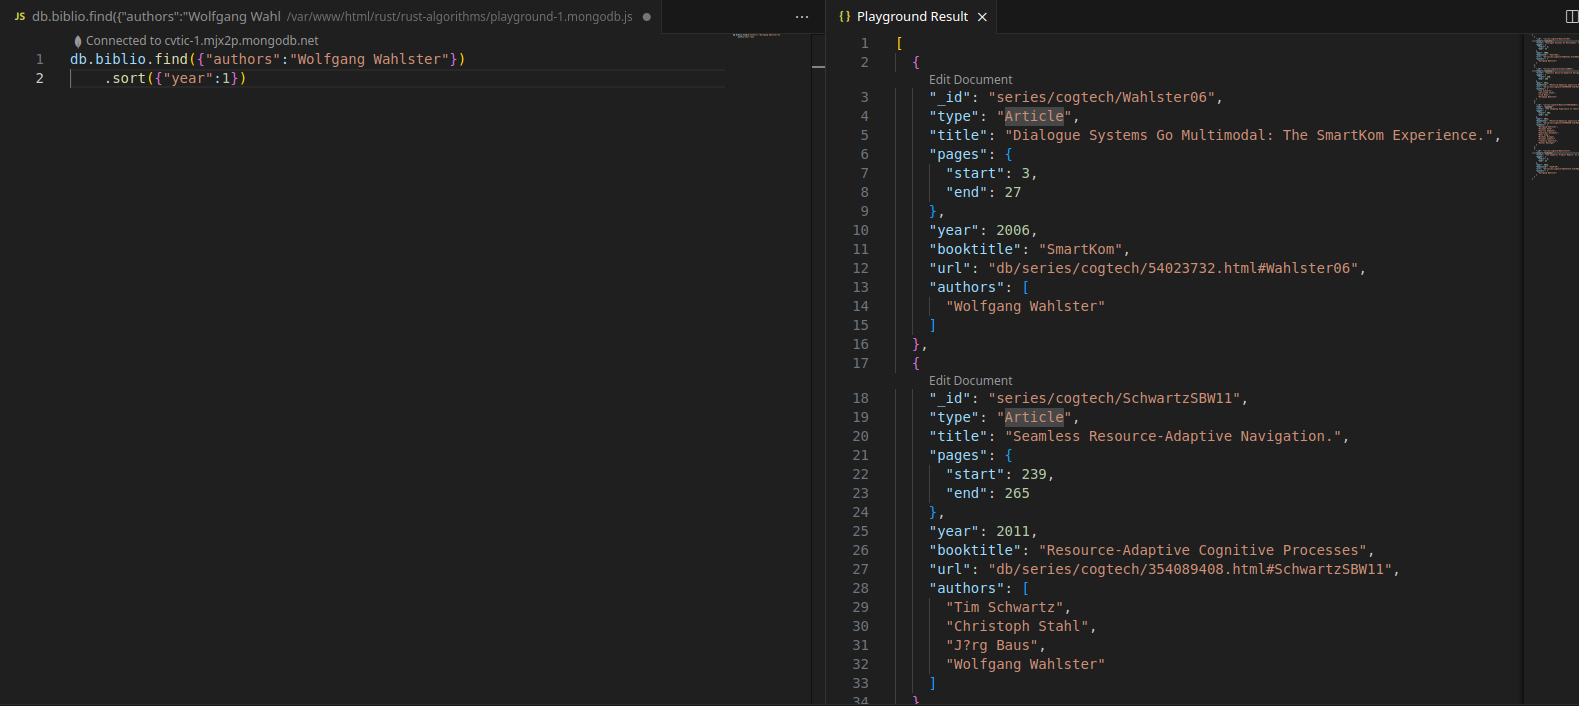 JS db.biblio.find({"authors":"Wolfgang Wahl /var/www/html/rust/rust-algorithms/playground-1.mongodb.js ● ···
Connected to cvtic-1.mjx2p.mongodb.net
1 db.biblio.find({"authors":"Wolfgang Wahlster"})
2     .sort({"year":1})
{} Playground Result ×
1 [
2   {
Edit Document
3     "_id": "series/cogtech/Wahlster06",
4     "type": "Article",
5     "title": "Dialogue Systems Go Multimodal: The SmartKom Experience.",
6     "pages": {
7       "start": 3,
8       "end": 27
9     },
10     "year": 2006,
11     "booktitle": "SmartKom",
12     "url": "db/series/cogtech/54023732.html#Wahlster06",
13     "authors": [
14       "Wolfgang Wahlster"
15     ]
16   },
17   {
Edit Document
18     "_id": "series/cogtech/SchwartzSBW11",
19     "type": "Article",
20     "title": "Seamless Resource-Adaptive Navigation.",
21     "pages": {
22       "start": 239,
23       "end": 265
24     },
25     "year": 2011,
26     "booktitle": "Resource-Adaptive Cognitive Processes",
27     "url": "db/series/cogtech/354089408.html#SchwartzSBW11",
28     "authors": [
29       "Tim Schwartz",
30       "Christoph Stahl",
31       "J?rg Baus",
32       "Wolfgang Wahlster"
33     ]
34   }